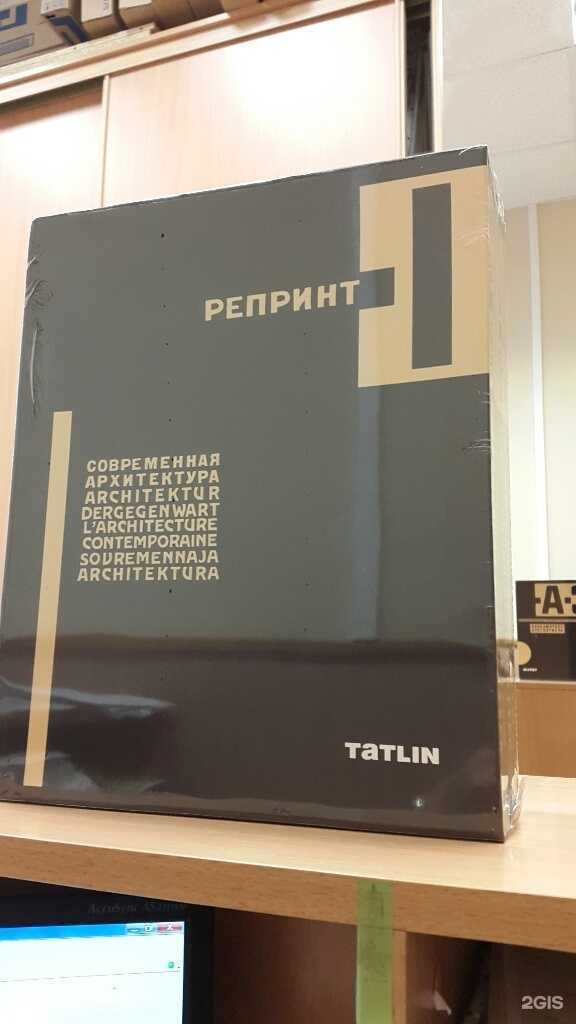 РЕПРИНТ
СОВРЕМЕННАЯ
АРХИТЕКТУРА
ARCHITEKTUR
DERGEGENWART
L'ARCHITECTURE
CONTEMPORAINE
SOVREMENNAJA
ARCHITEKTURA
TATLIN
-A-
2GIS